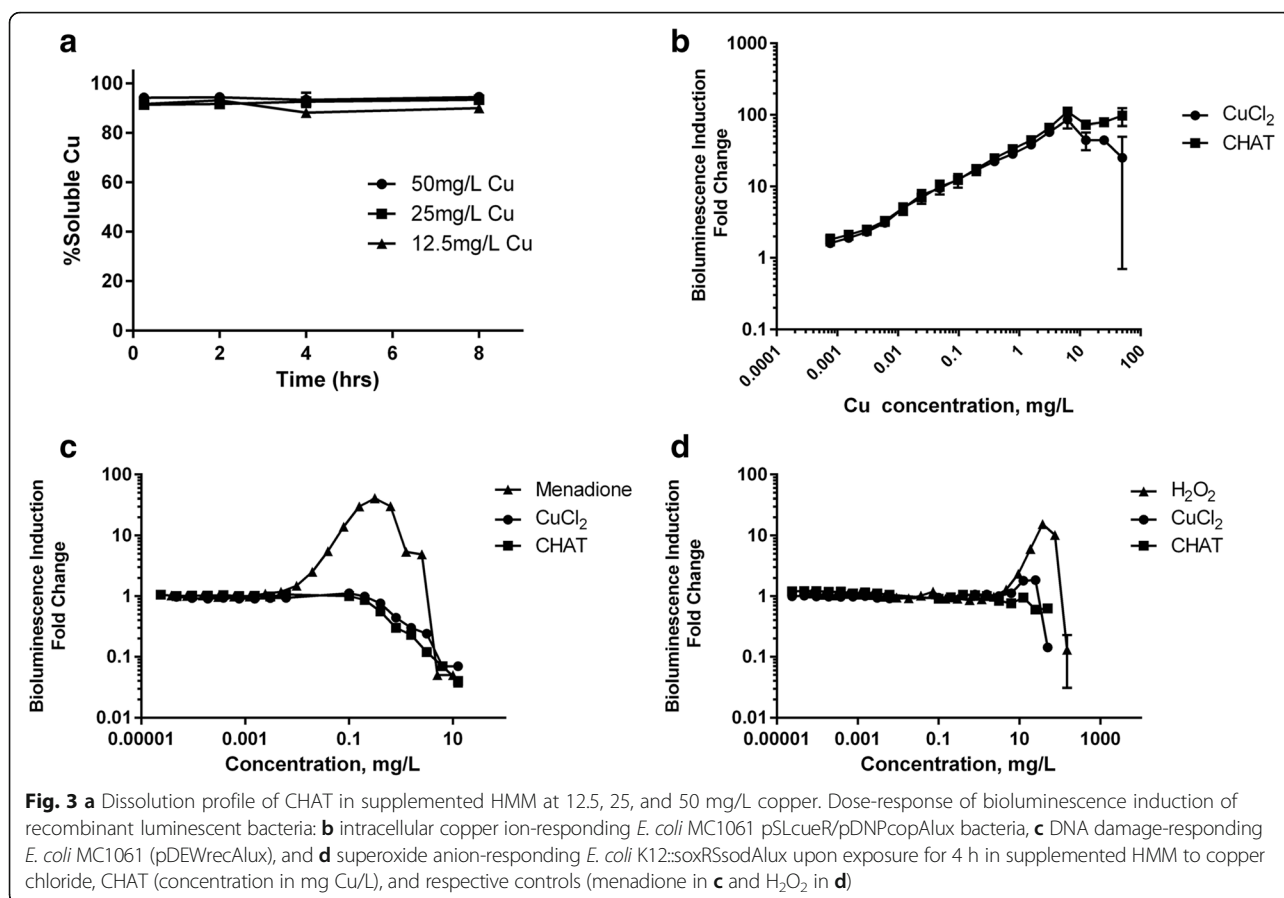 a
100
80
60
40
20
0
%Soluble Cu
50mg/L Cu
25mg/L Cu
12.5mg/L Cu
0 2 4 6 8
Time (hrs)
b
1000
100
10
1
0.1
Bioluminescence Induction
Fold Change
CuCl₂
CHAT
0.0001 0.001 0.01 0.1 1 10 100
Cu concentration, mg/L
c
100
10
1
0.1
0.01
Bioluminescence Induction
Fold Change
Menadione
CuCl₂
CHAT
0.00001 0.001 0.1 10
Concentration, mg/L
d
100
10
1
0.1
0.01
Bioluminescence Induction
Fold Change
H₂O₂
CuCl₂
CHAT
0.00001 0.001 0.1 10 1000
Concentration, mg/L
Fig. 3 a Dissolution profile of CHAT in supplemented HMM at 12.5, 25, and 50 mg/L copper. Dose-response of bioluminescence induction of
recombinant luminescent bacteria: b intracellular copper ion-responding E. coli MC1061 pSLcueR/pDNPcopAlux bacteria, c DNA damage-responding
E. coli MC1061 (pDEWrecAlux), and d superoxide anion-responding E. coli K12::soxRSsodAlux upon exposure for 4 h in supplemented HMM to copper
chloride, CHAT (concentration in mg Cu/L), and respective controls (menadione in c and H₂O₂ in d)